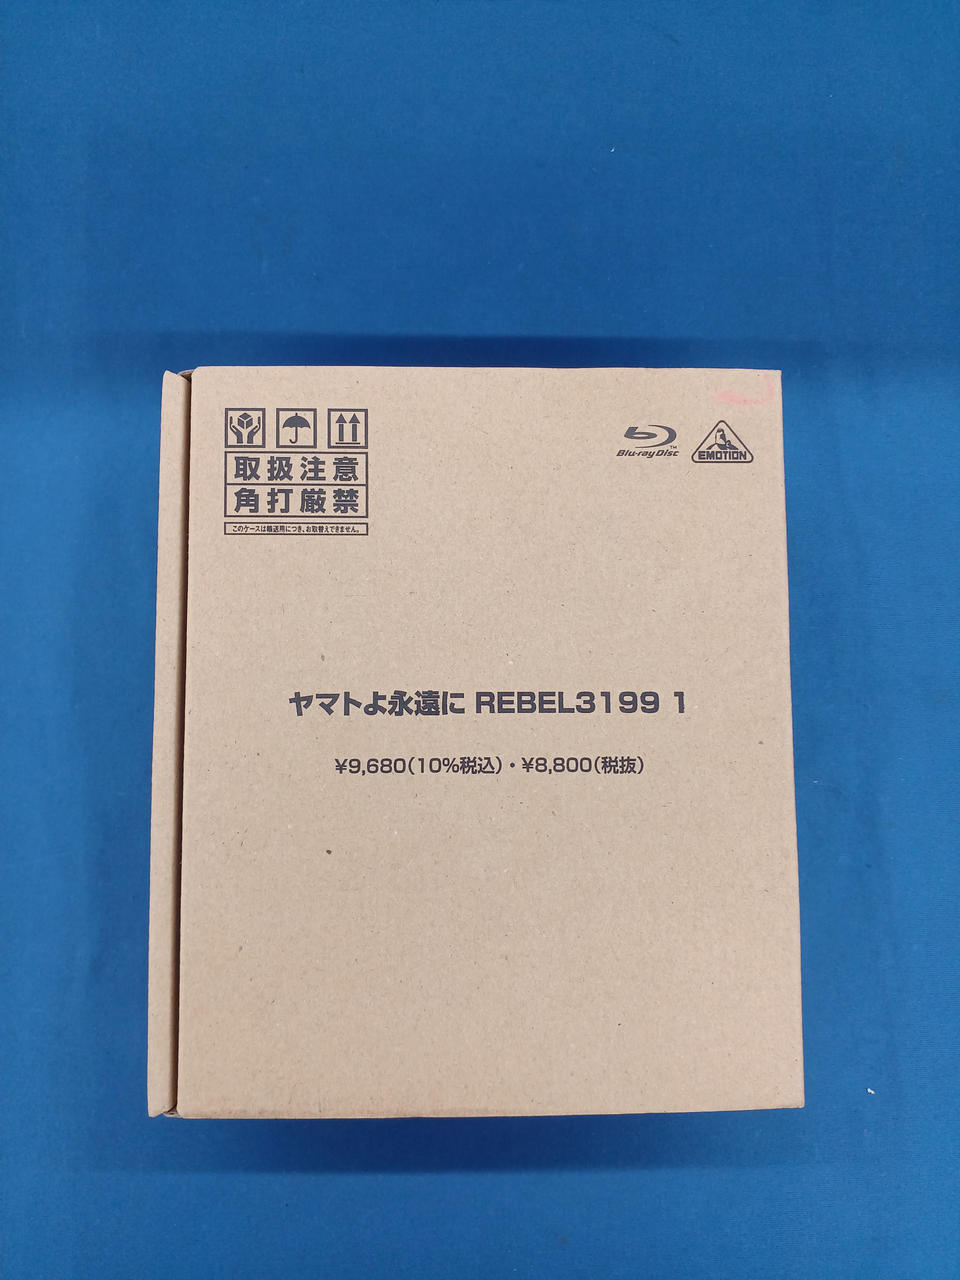 取扱注意
角打厳禁
このケースは輸送用につき、お取替えできません。
Blu-ray Disc™
EMOTION
ヤマトよ永遠に REBEL3199 1
¥9,680(10%税込)・¥8,800(税抜)